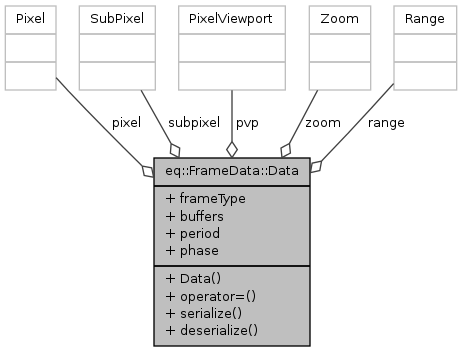 Pixel
SubPixel
PixelViewport
Zoom
Range
pixel
subpixel
pvp
zoom
range
eq::FrameData::Data
+ frameType
+ buffers
+ period
+ phase
+ Data()
+ operator=()
+ serialize()
+ deserialize()